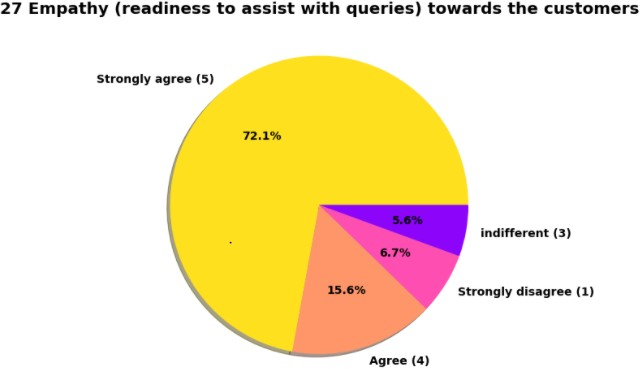 27 Empathy (readiness to assist with queries) towards the customers
Strongly agree (5)
72.1%
5.6%
indifferent (3)
6.7%
Strongly disagree (1)
15.6%
Agree (4)